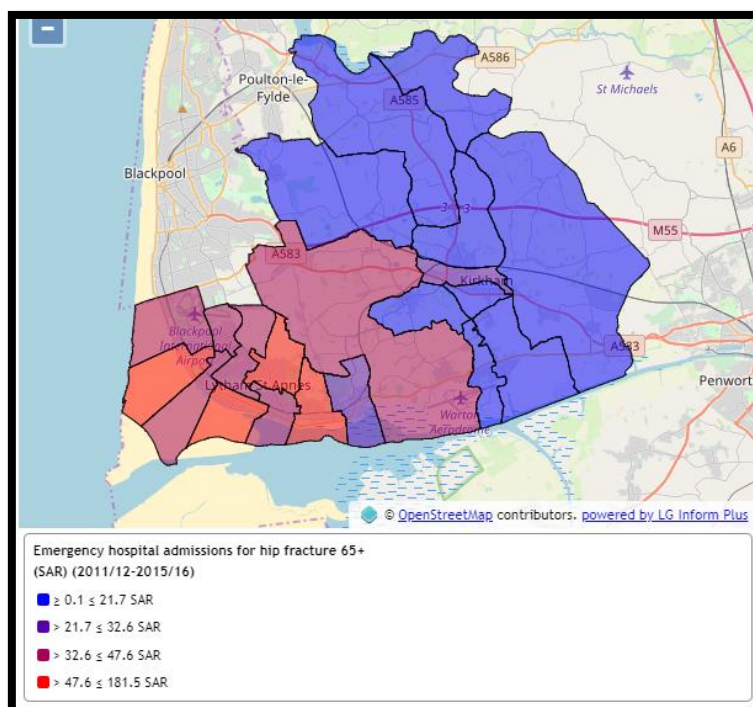 −
A586
Poulton-le-
Fylde
St Michaels
A585
A6
Blackpool
M55
A583
Kirkham
Blackpool
International
Airport
A583
Lytham St Annes
Penwort
Warton
Aerodrome
© OpenStreetMap contributors. powered by LG Inform Plus
Emergency hospital admissions for hip fracture 65+
(SAR) (2011/12-2015/16)
≥ 0.1 ≤ 21.7 SAR
> 21.7 ≤ 32.6 SAR
> 32.6 ≤ 47.6 SAR
> 47.6 ≤ 181.5 SAR